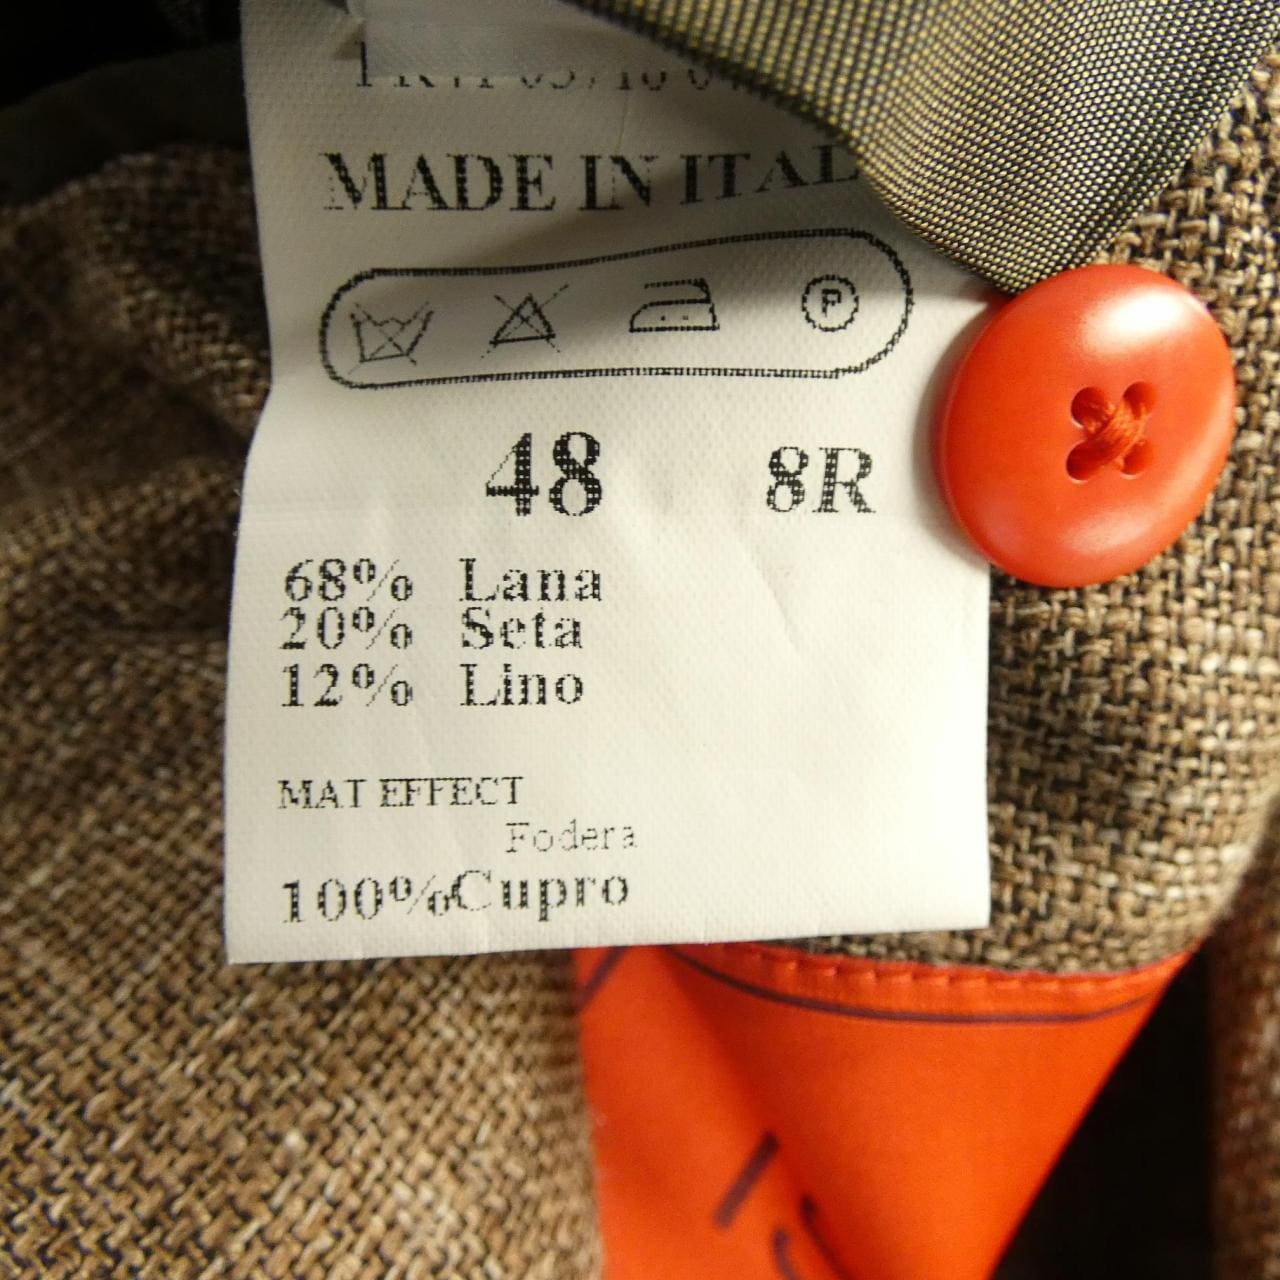 MADE IN ITAL
P
48 8R
68% Lana
20% Seta
12% Lino
MAT EFFECT
Fodera
100%Cupro